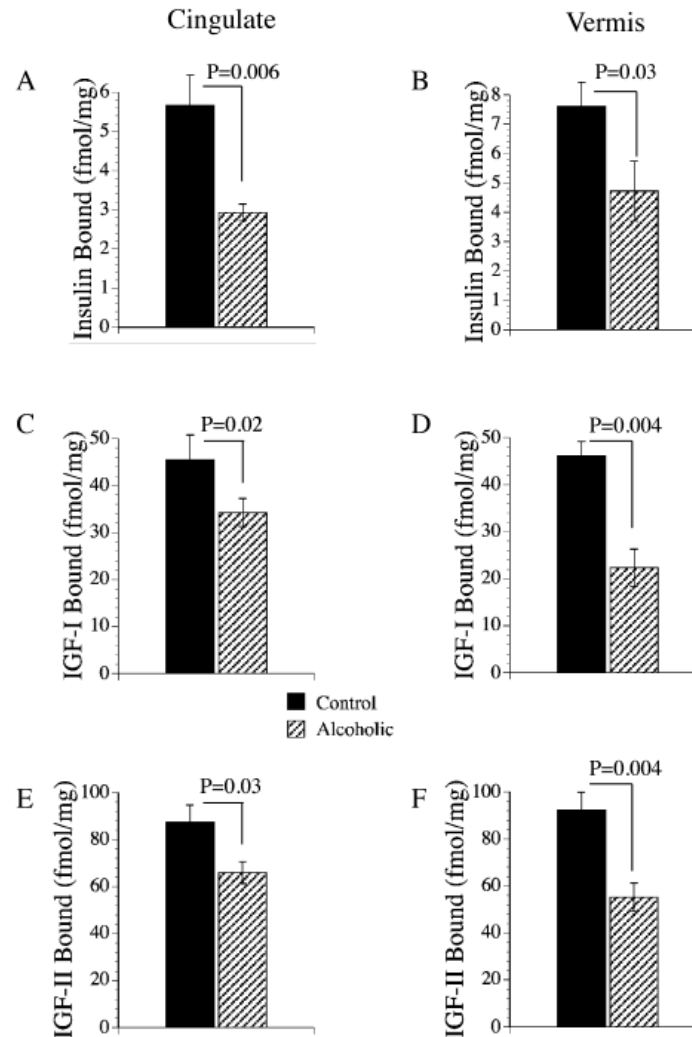 Cingulate
Vermis
A
P=0.006
Insulin Bound (fmol/mg)
6
5
4
3
2
1
0
B
P=0.03
Insulin Bound (fmol/mg)
8
7
6
5
4
3
2
1
0
C
P=0.02
IGF-I Bound (fmol/mg)
50
40
30
20
10
0
D
P=0.004
IGF-I Bound (fmol/mg)
50
40
30
20
10
0
Control
Alcoholic
E
P=0.03
IGF-II Bound (fmol/mg)
100
80
60
40
20
0
F
P=0.004
IGF-II Bound (fmol/mg)
100
80
60
40
20
0